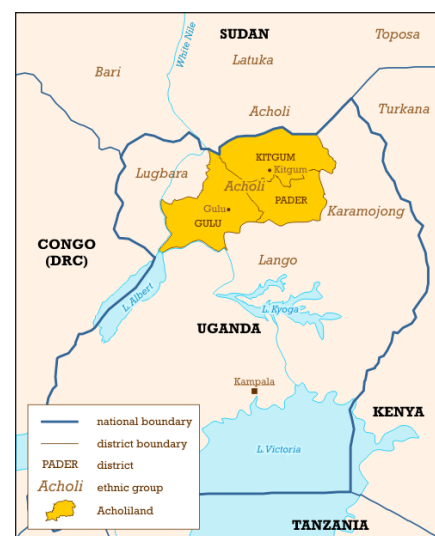 White Nile
SUDAN
Toposa
Bari
Latuka
Acholi
Turkana
KITGUM
Kitgum
Lugbara
Acholi
PADER
Gulu
GULU
Karamojong
CONGO
(DRC)
Lango
L. Albert
L. Kyoga
UGANDA
Kampala
KENYA
L. Victoria
national boundary
district boundary
PADER district
Acholi ethnic group
Acholiland
TANZANIA